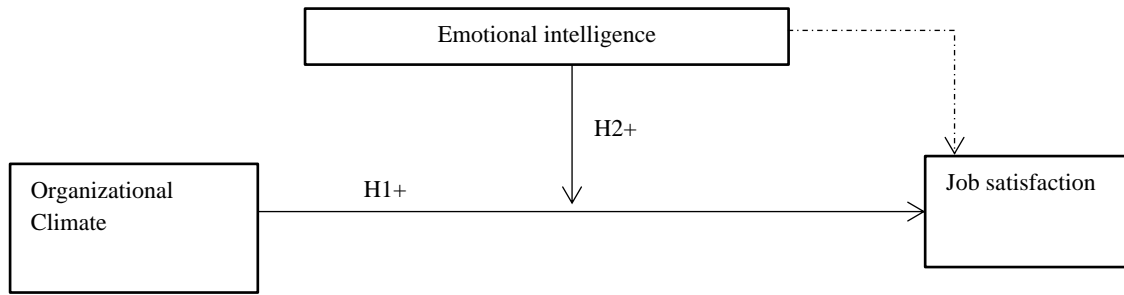 Emotional intelligence
H2+
Organizational
Climate
H1+
Job satisfaction